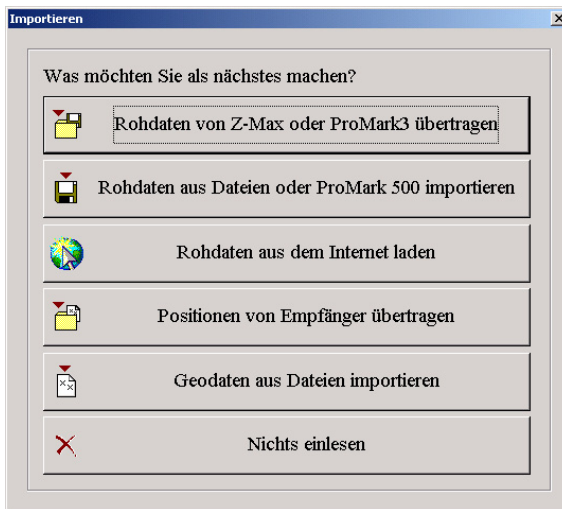 Importieren
Was möchten Sie als nächstes machen?
Rohdaten von Z-Max oder ProMark3 übertragen
Rohdaten aus Dateien oder ProMark 500 importieren
Rohdaten aus dem Internet laden
Positionen von Empfänger übertragen
Geodaten aus Dateien importieren
Nichts einlesen